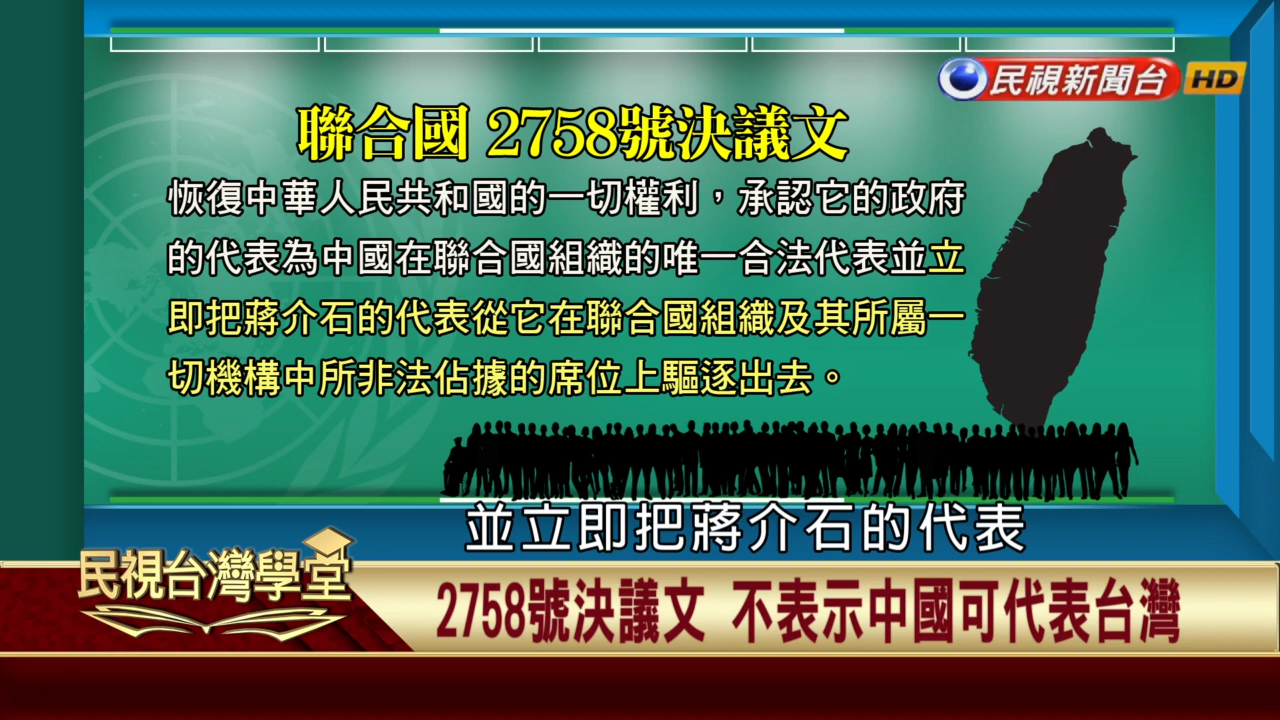 民視新聞台 HD
聯合國 2758號決議文
恢復中華人民共和國的一切權利，承認它的政府
的代表為中國在聯合國組織的唯一合法代表並立
即把蔣介石的代表從它在聯合國組織及其所屬一
切機構中所非法佔據的席位上驅逐出去。
並立即把蔣介石的代表
民視台灣學堂
2758號決議文 不表示中國可代表台灣